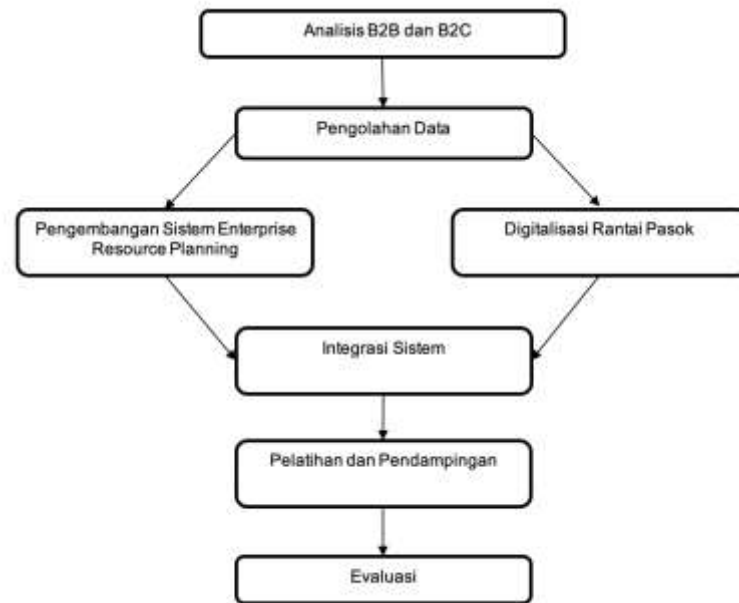 Analisis B2B dan B2C
Pengolahan Data
Pengembangan Sistem Enterprise
Resource Planning
Digitalisasi Rantai Pasok
Integrasi Sistem
Pelatihan dan Pendampingan
Evaluasi